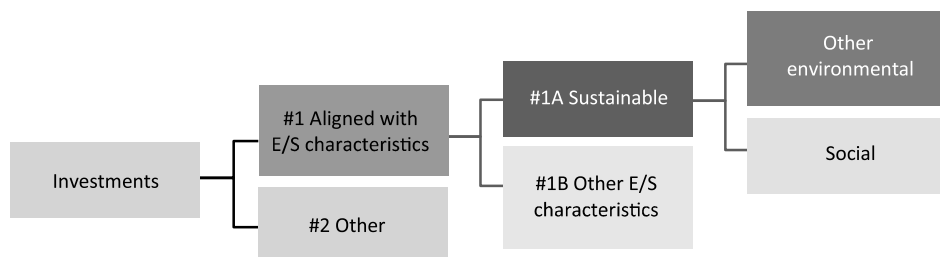 Investments
#1 Aligned with
E/S characteristics
#2 Other
#1A Sustainable
#1B Other E/S
characteristics
Other
environmental
Social